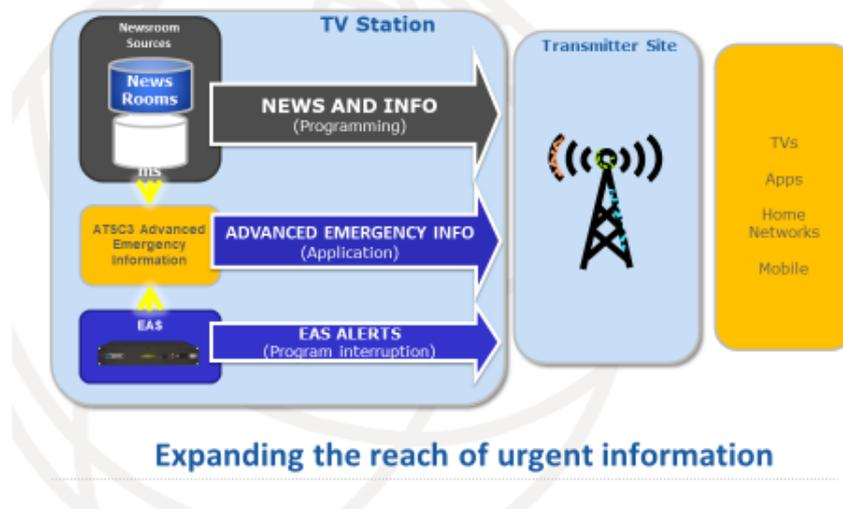 TV Station
Newsroom
Sources
News
Rooms
ms
NEWS AND INFO
(Programming)
ATSC3 Advanced
Emergency
Information
ADVANCED EMERGENCY INFO
(Application)
EAS
EAS ALERTS
(Program interruption)
Transmitter Site
TVs
Apps
Home
Networks
Mobile
Expanding the reach of urgent information